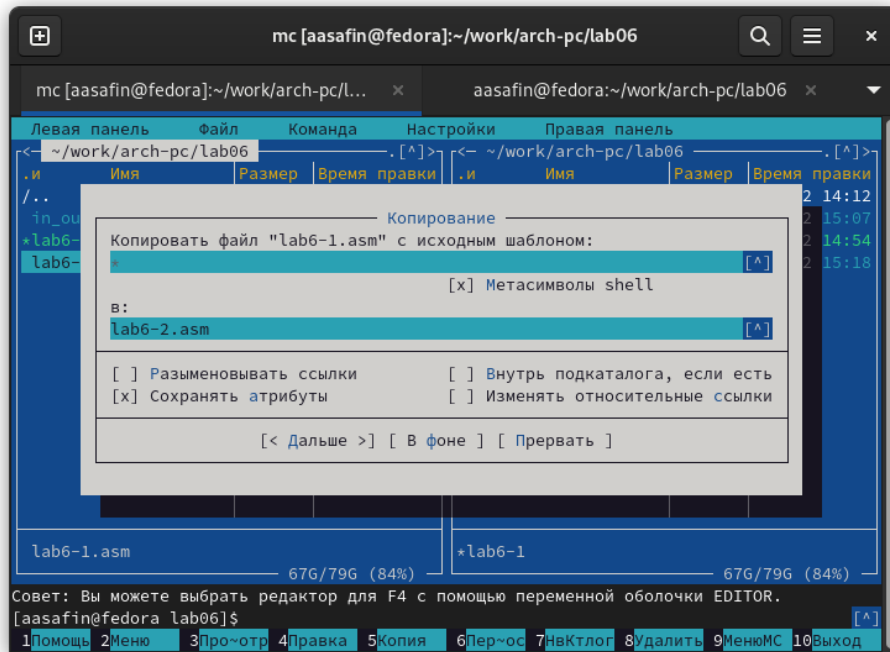 mc [aasafin@fedora]:~/work/arch-pc/lab06
mc [aasafin@fedora]:~/work/arch-pc/l... × aasafin@fedora:~/work/arch-pc/lab06 ×
Левая панель Файл Команда Настройки Правая панель
<— ~/work/arch-pc/lab06 .[^]> <— ~/work/arch-pc/lab06 .[^]>
.и Имя Размер Время правки .и Имя Размер Время правки
/.. 2 14:12
in_ou 2 15:07
*lab6- 2 14:54
lab6- 2 15:18
Копирование
Копировать файл "lab6-1.asm" с исходным шаблоном:
* [^]
[x] Метасимволы shell
в:
lab6-2.asm [^]
[ ] Разыменовывать ссылки [ ] Внутрь подкаталога, если есть
[x] Сохранять атрибуты [ ] Изменять относительные ссылки
[< Дальше >] [ В фоне ] [ Прервать ]
lab6-1.asm *lab6-1
67G/79G (84%) 67G/79G (84%)
Совет: Вы можете выбрать редактор для F4 с помощью переменной оболочки EDITOR.
[aasafin@fedora lab06]$ [^]
1Помощь 2Меню 3Про~отр 4Правка 5Копия 6Пер~ос 7НвКтлог 8Удалить 9МенюМС 10Выход